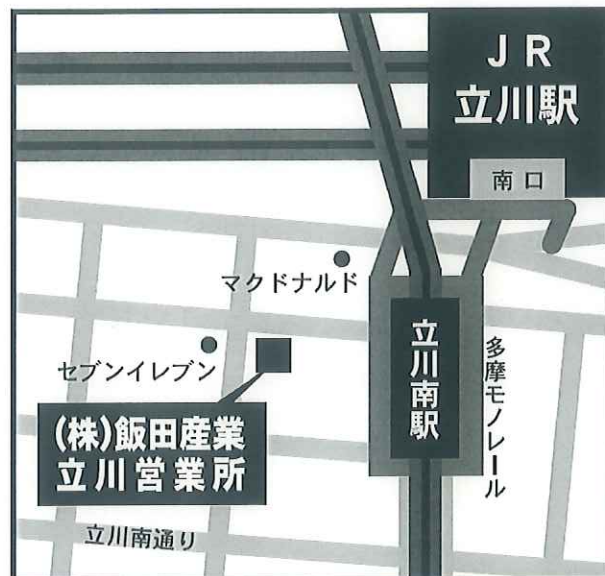 JR
立川駅
南口
マクドナルド
立川南駅
多摩モノレール
セブンイレブン
(株)飯田産業
立川営業所
立川南通り